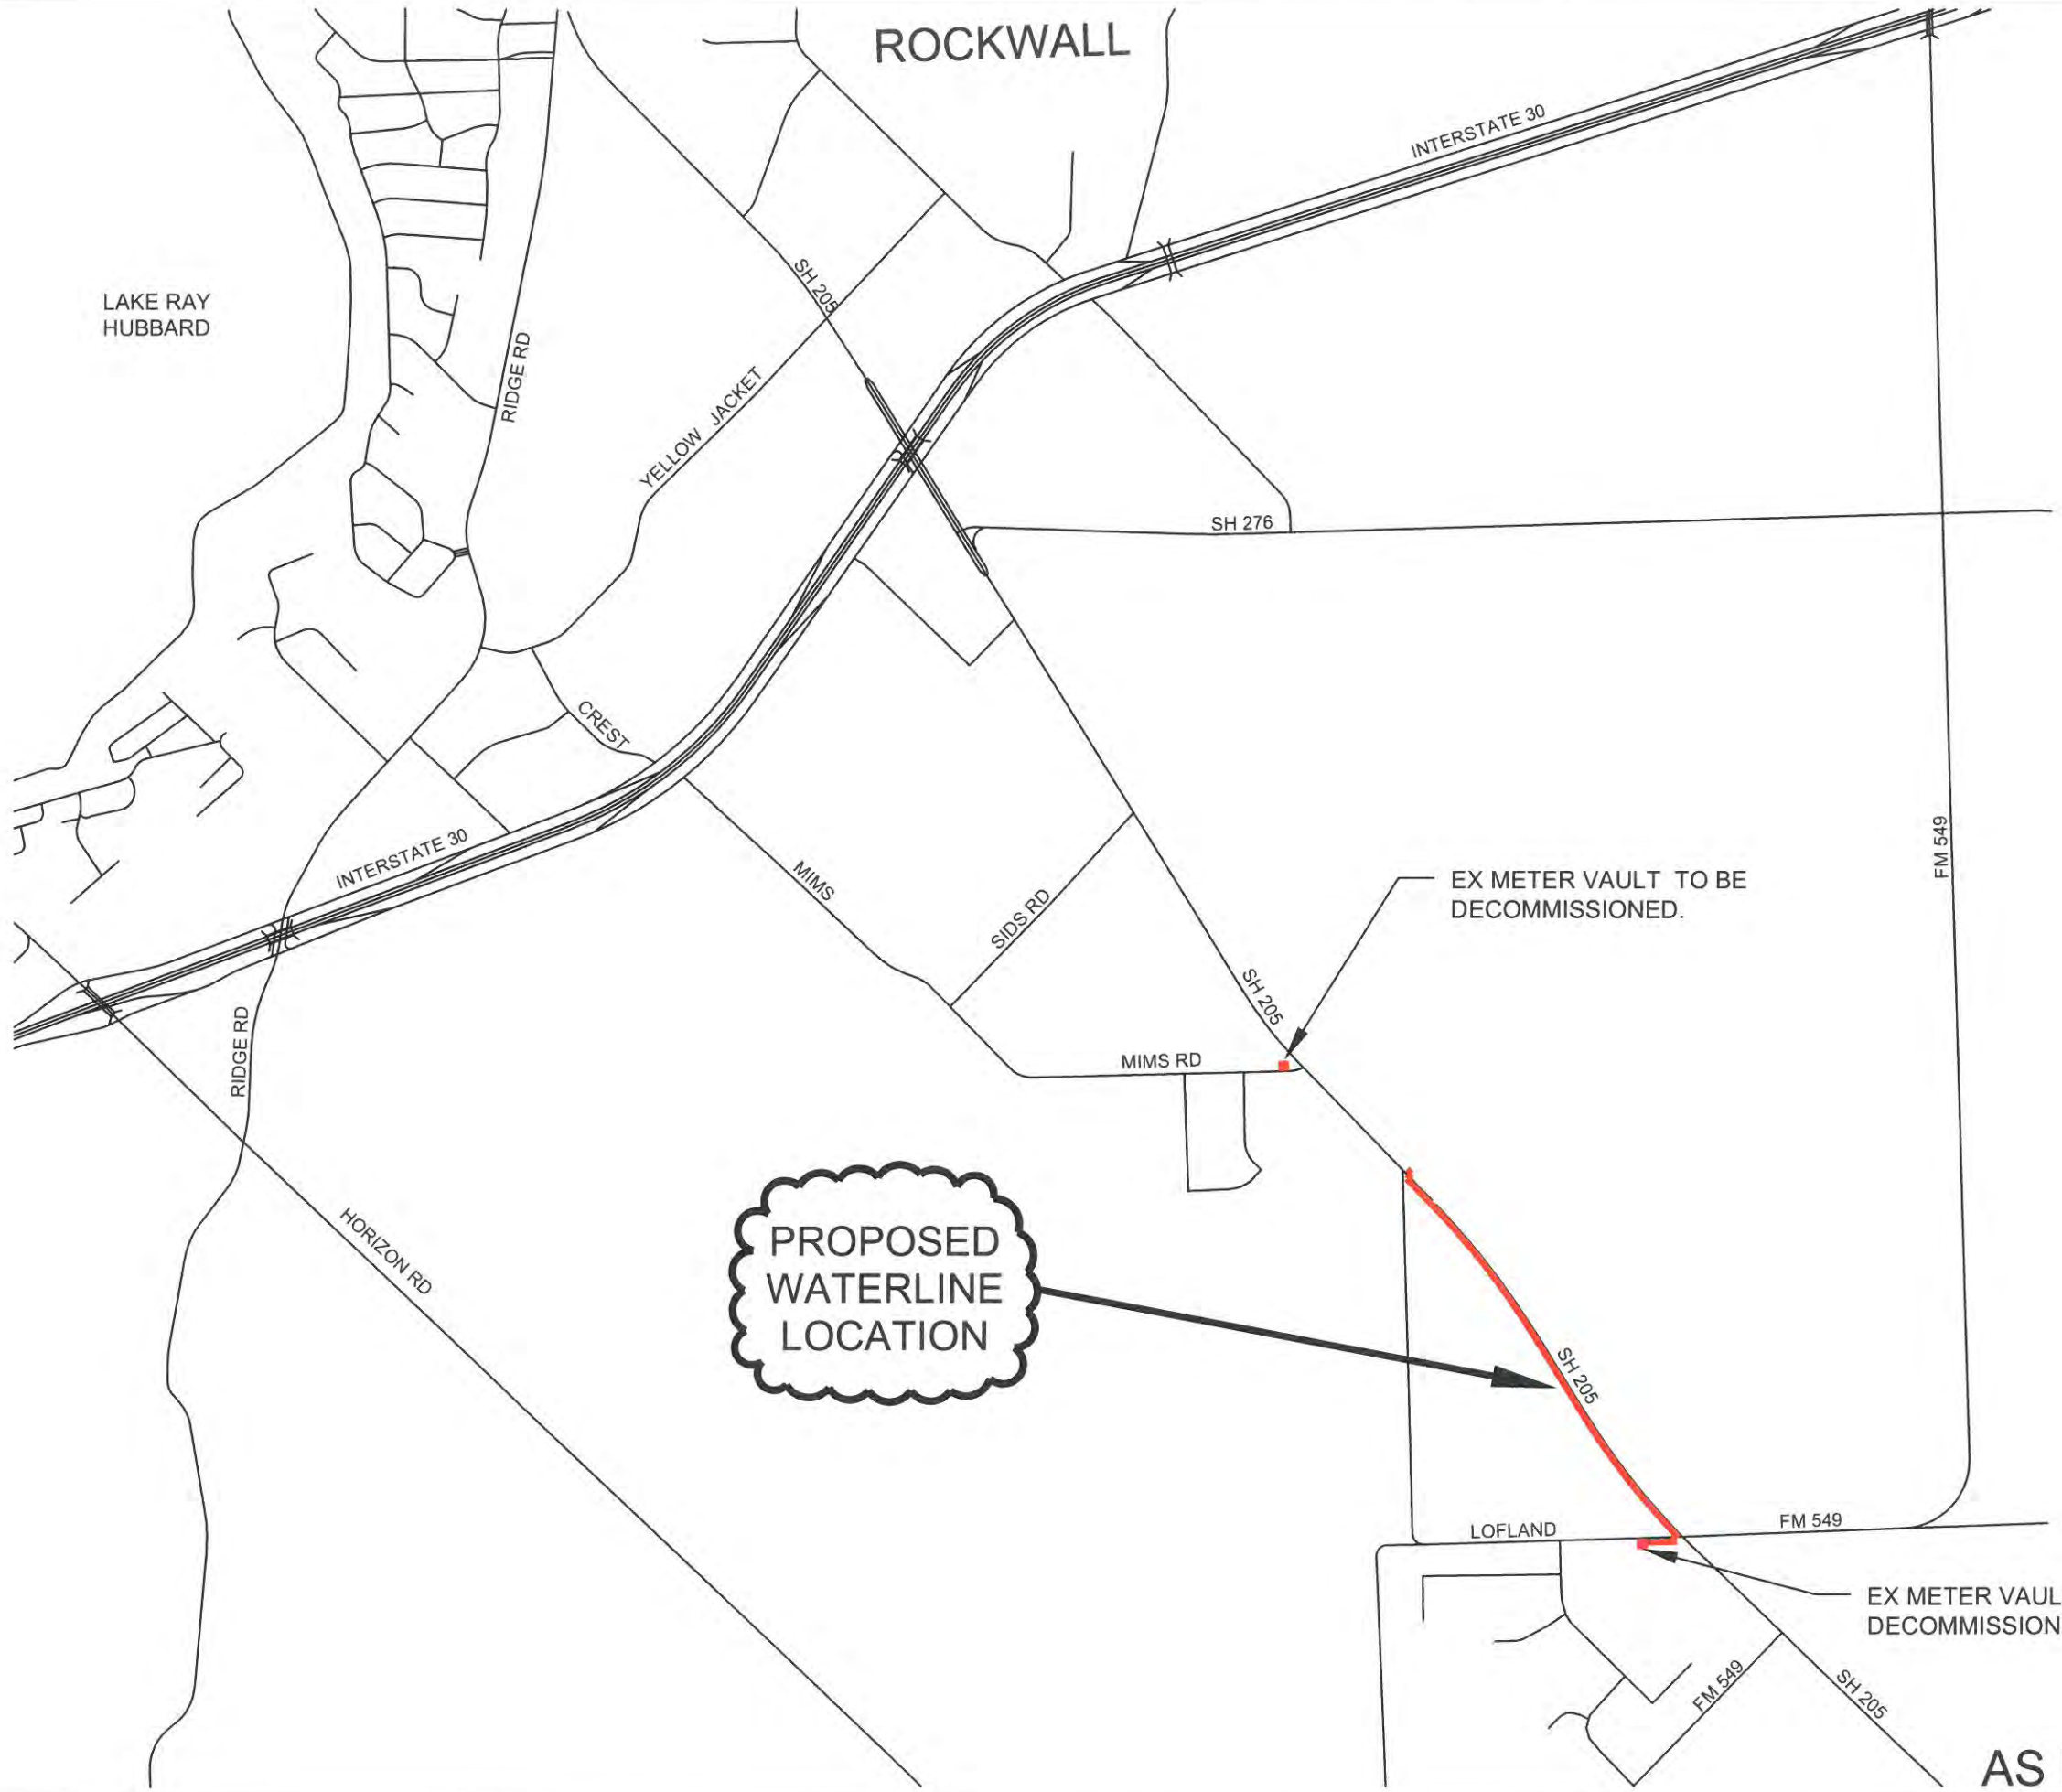 ROCKWALL
INTERSTATE 30
LAKE RAY
HUBBARD
SH 205
RIDGE RD
YELLOW JACKET
SH 276
CREST
INTERSTATE 30
MIMS
SIDS RD
FM 549
EX METER VAULT TO BE
DECOMMISSIONED.
SH 205
RIDGE RD
MIMS RD
HORIZON RD
PROPOSED
WATERLINE
LOCATION
SH 205
LOFLAND
FM 549
EX METER VAUL
DECOMMISSION
FM 549
SH 205
AS